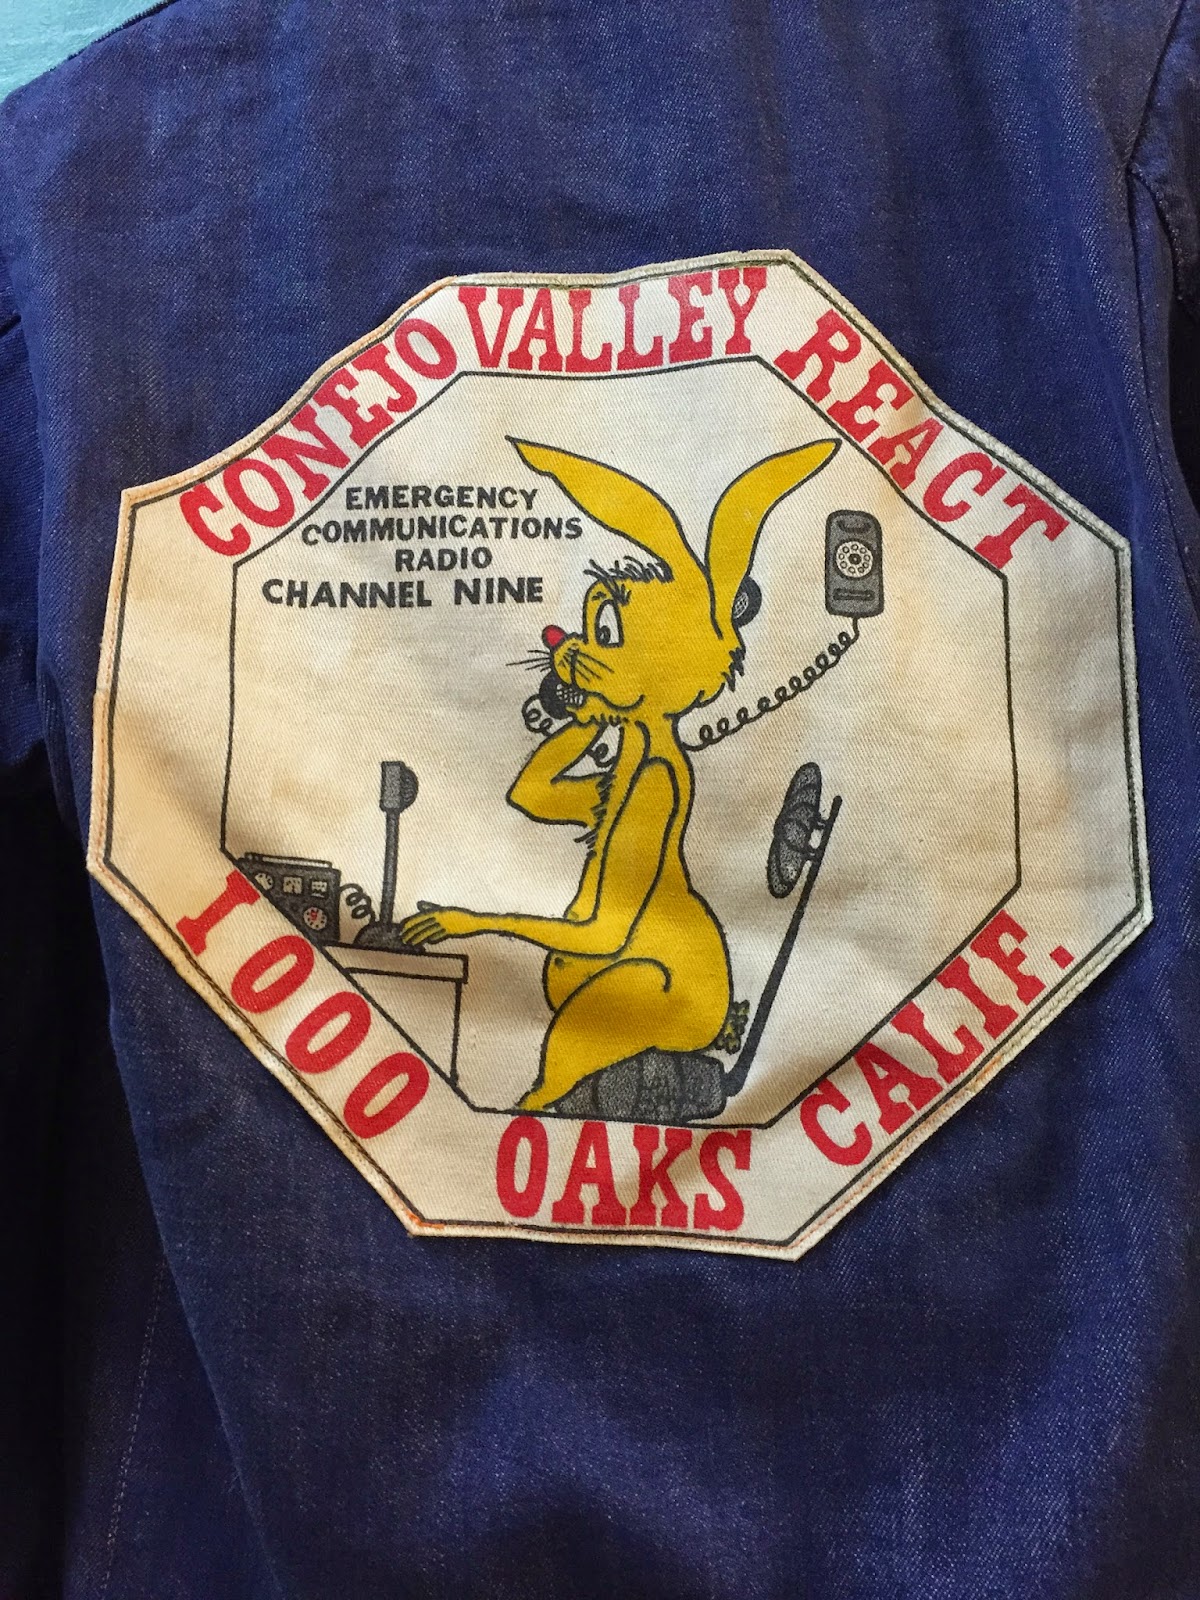 CONEJO VALLEY REACT
EMERGENCY
COMMUNICATIONS
RADIO
CHANNEL NINE
1000 OAKS CALIF.